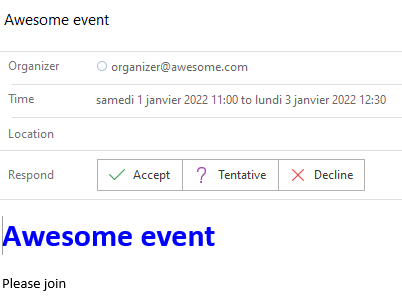 Awesome event
Organizer organizer@awesome.com
Time samedi 1 janvier 2022 11:00 to lundi 3 janvier 2022 12:30
Location
Respond Accept Tentative Decline
Awesome event
Please join